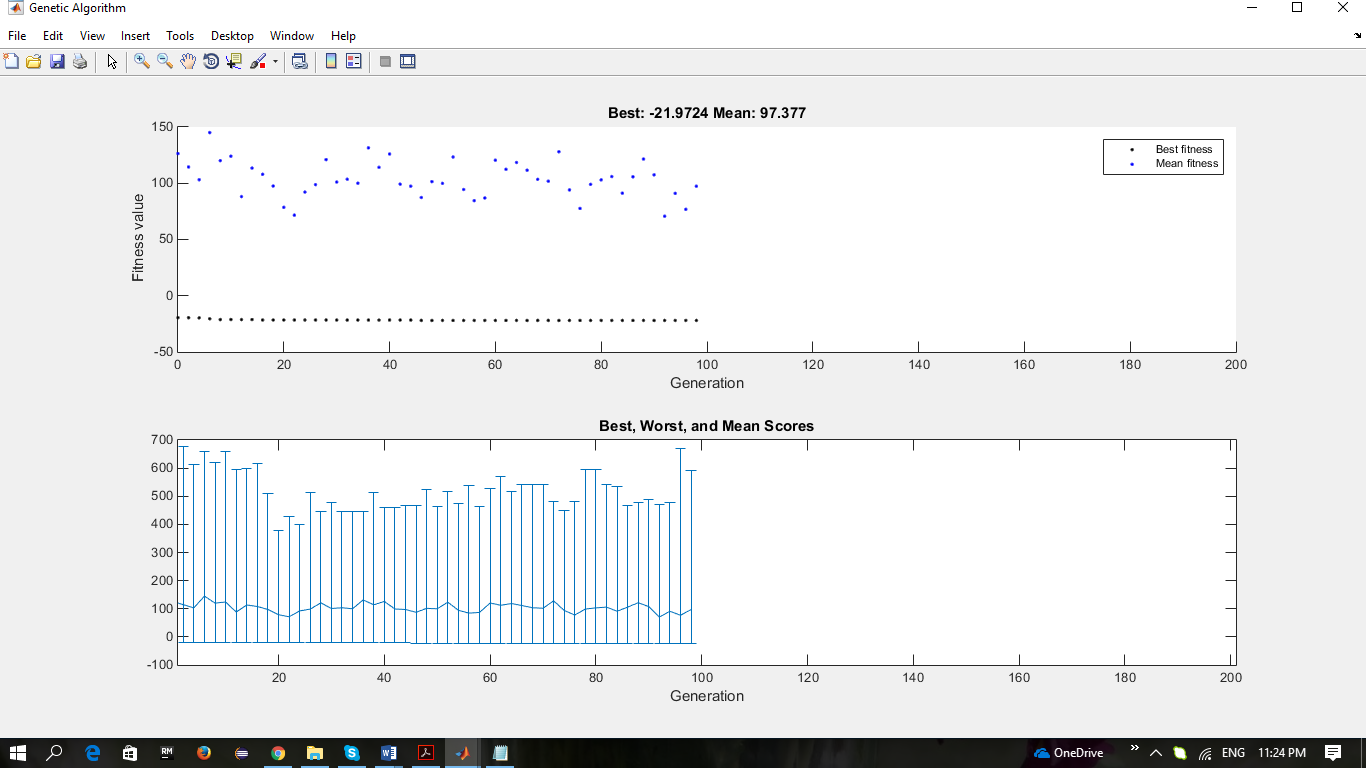 Genetic Algorithm
File Edit View Insert Tools Desktop Window Help
Best: -21.9724 Mean: 97.377
150
100
50
0
-50
Fitness value
Best fitness
Mean fitness
0 20 40 60 80 100 120 140 160 180 200
Generation
Best, Worst, and Mean Scores
700
600
500
400
300
200
100
0
-100
20 40 60 80 100 120 140 160 180 200
Generation
RM
OneDrive
ENG
11:24 PM